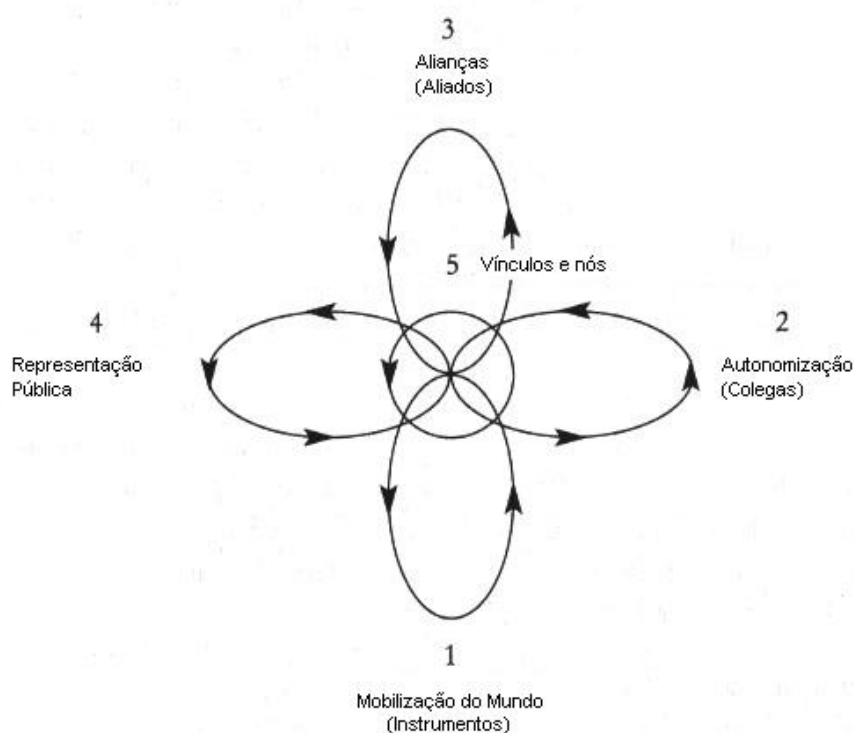 3
Alianças
(Aliados)
5 Vínculos e nós
4
Representação
Pública
2
Autonomização
(Colegas)
1
Mobilização do Mundo
(Instrumentos)